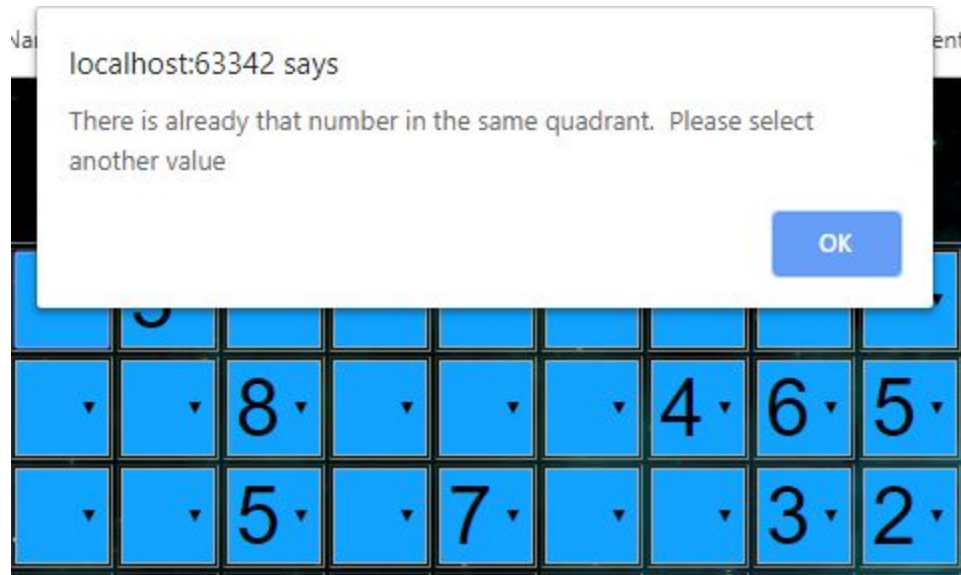 localhost:63342 says
There is already that number in the same quadrant.  Please select
another value
OK
8 4 6 5
5 7 3 2